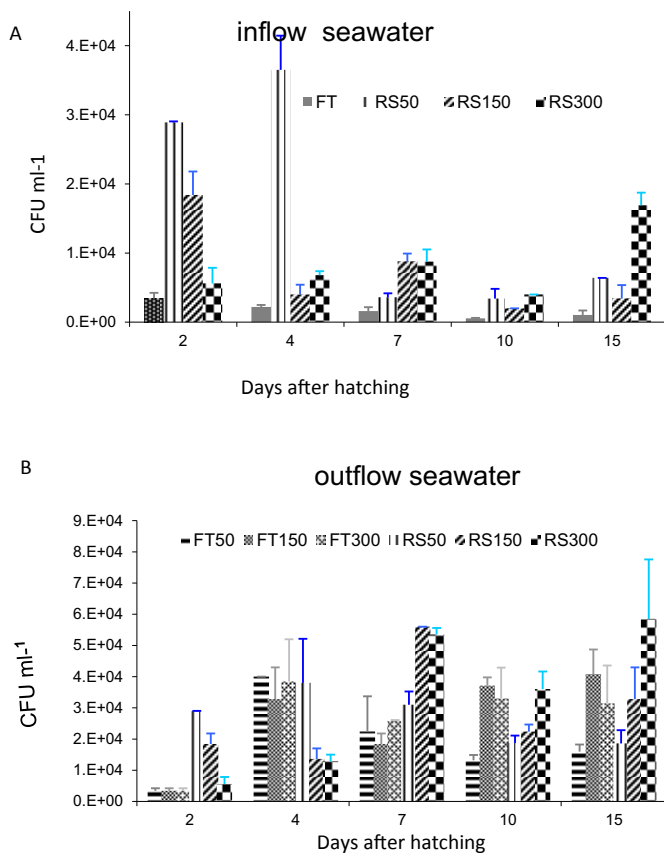 A
inflow seawater
4.E+04
FT RS50 RS150 RS300
3.E+04
2.E+04
1.E+04
0.E+00
CFU ml-1
2 4 7 10 15
Days after hatching
B
outflow seawater
9.E+04
FT50 FT150 FT300 RS50 RS150 RS300
8.E+04
7.E+04
6.E+04
5.E+04
4.E+04
3.E+04
2.E+04
1.E+04
0.E+00
CFU ml-¹
2 4 7 10 15
Days after hatching